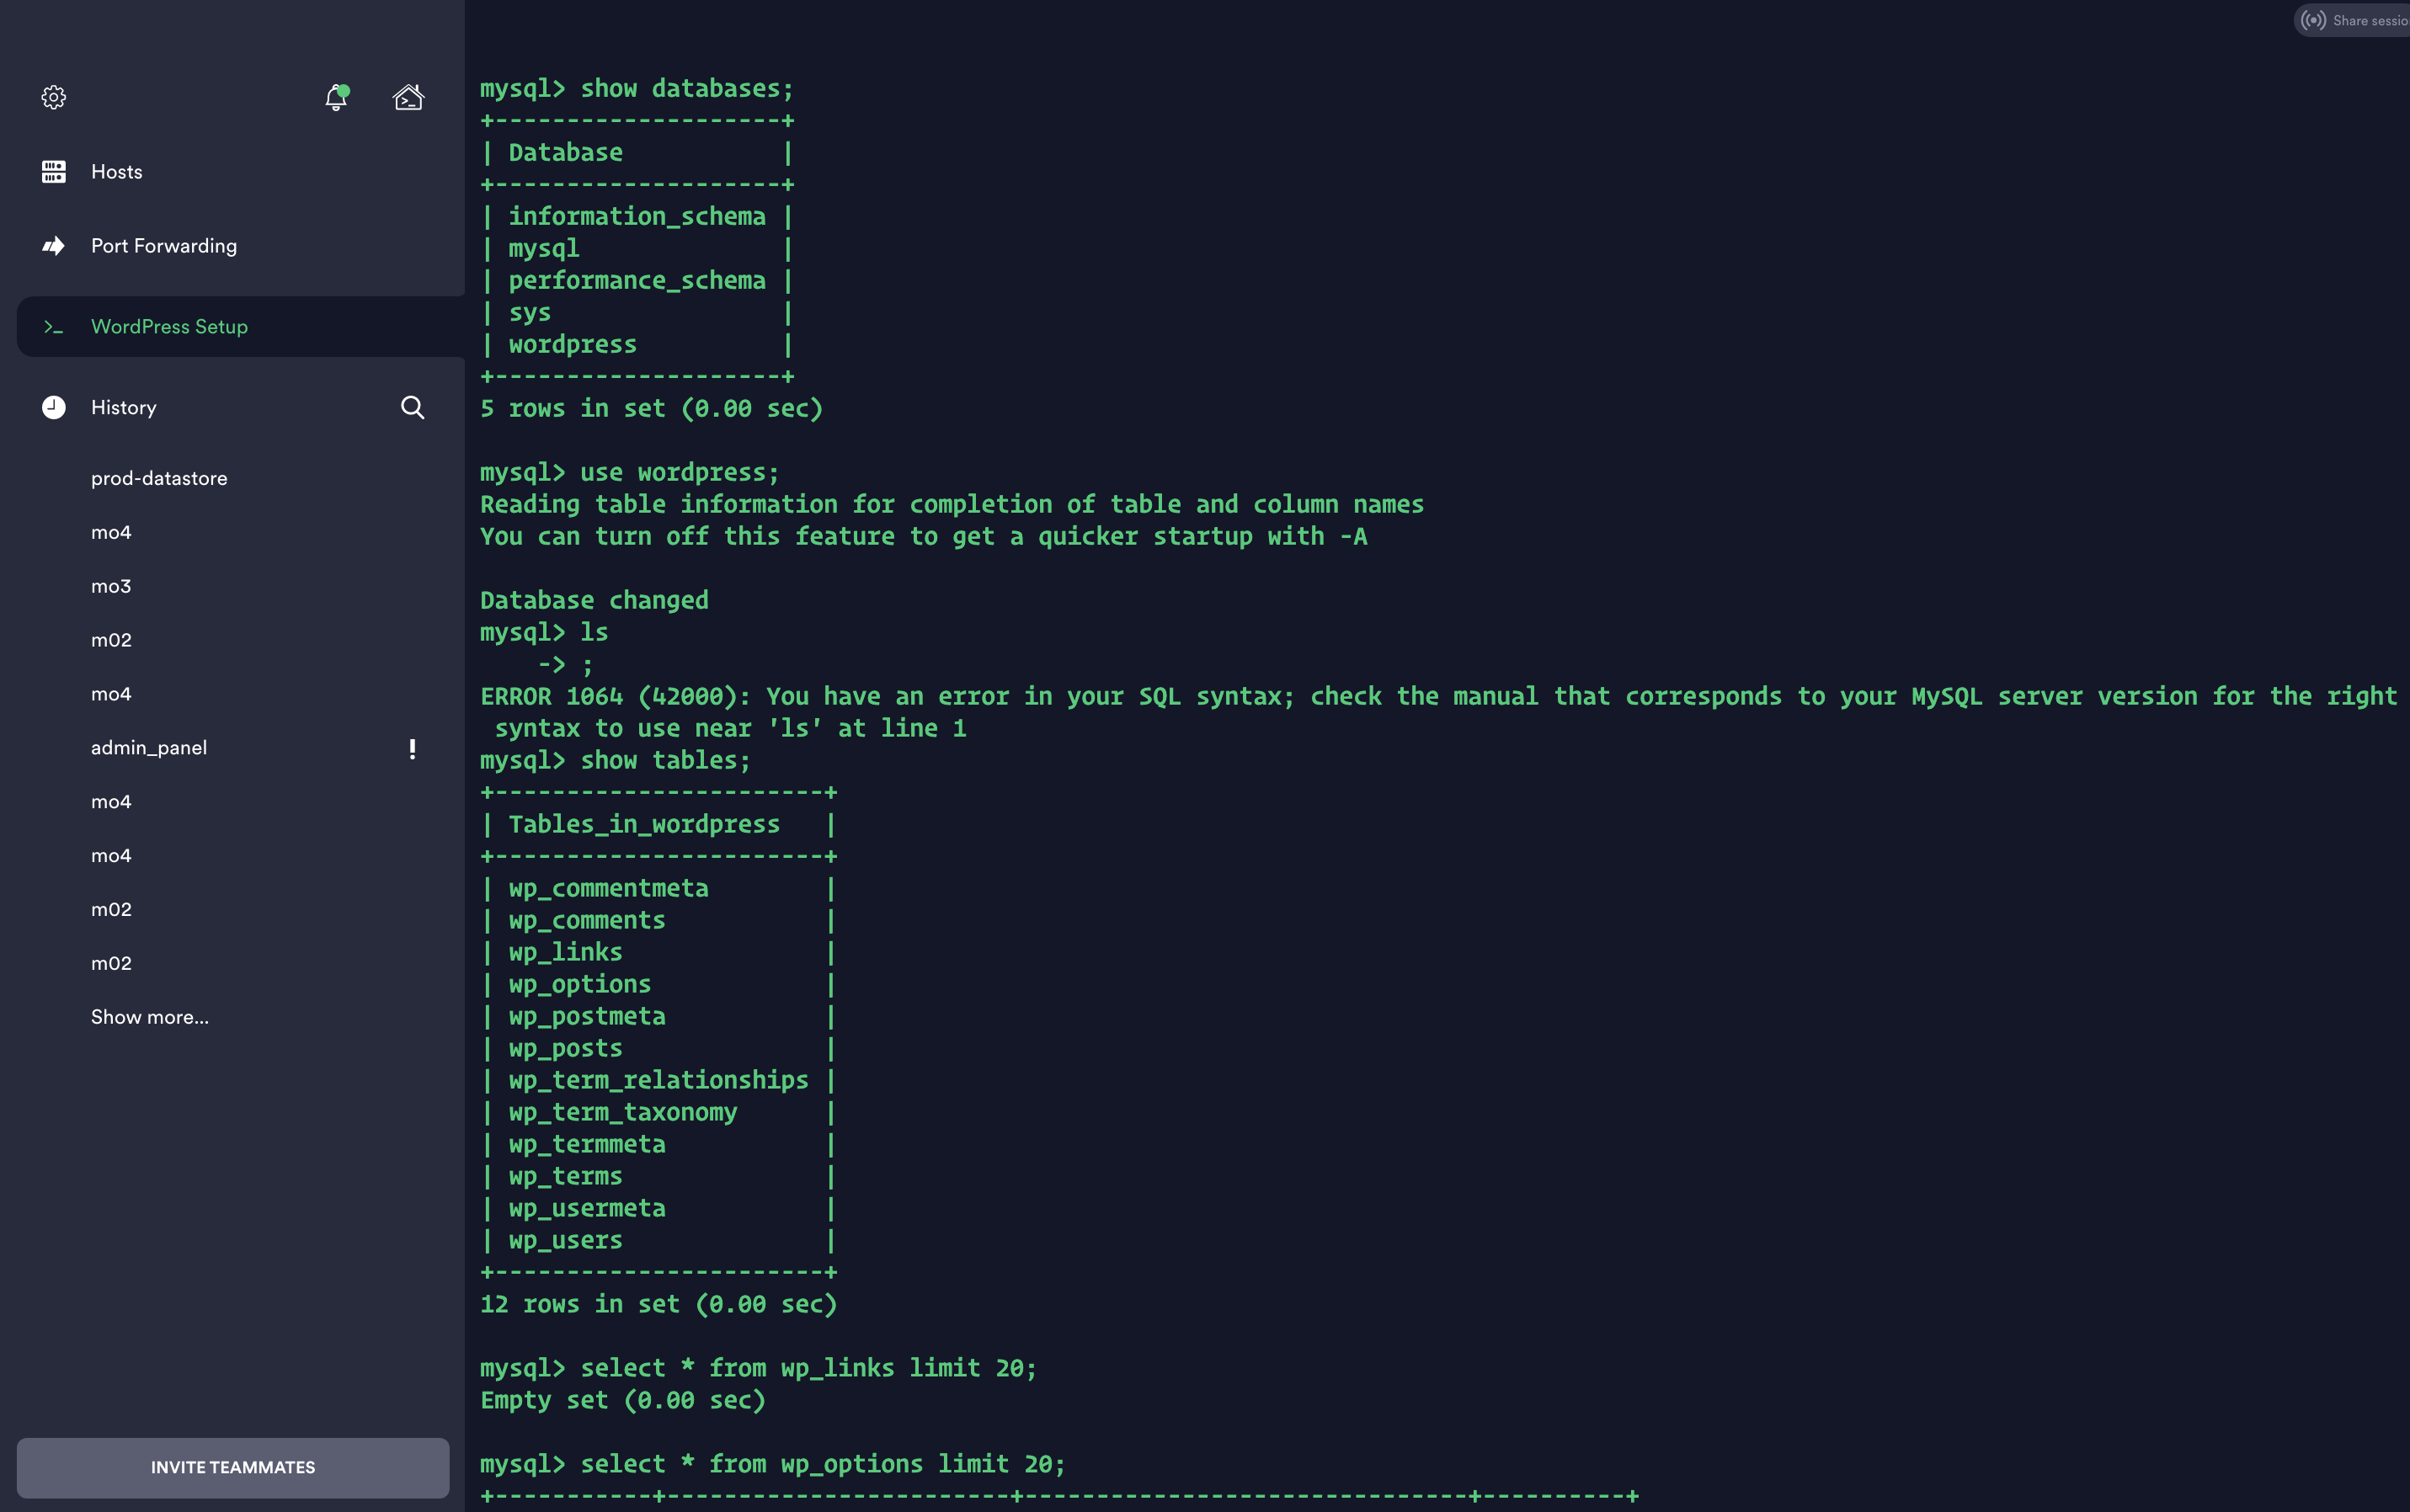 Hosts
Port Forwarding
WordPress Setup
History
prod-datastore
mo4
mo3
m02
mo4
admin_panel
mo4
mo4
m02
m02
Show more...
INVITE TEAMMATES
Share
mysql> show databases;
+--------------------+
| Database           |
+--------------------+
| information_schema |
| mysql              |
| performance_schema |
| sys                |
| wordpress          |
+--------------------+
5 rows in set (0.00 sec)
mysql> use wordpress;
Reading table information for completion of table and column names
You can turn off this feature to get a quicker startup with -A
Database changed
mysql> ls
    -> ;
ERROR 1064 (42000): You have an error in your SQL syntax; check the manual that corresponds to your MySQL server version for the right
 syntax to use near 'ls' at line 1
mysql> show tables;
+-----------------------+
| Tables_in_wordpress   |
+-----------------------+
| wp_commentmeta        |
| wp_comments           |
| wp_links              |
| wp_options            |
| wp_postmeta           |
| wp_posts              |
| wp_term_relationships |
| wp_term_taxonomy      |
| wp_termmeta           |
| wp_terms              |
| wp_usermeta           |
| wp_users              |
+-----------------------+
12 rows in set (0.00 sec)
mysql> select * from wp_links limit 20;
Empty set (0.00 sec)
mysql> select * from wp_options limit 20;
+-----------+------------------------+-------------------------------+----------+